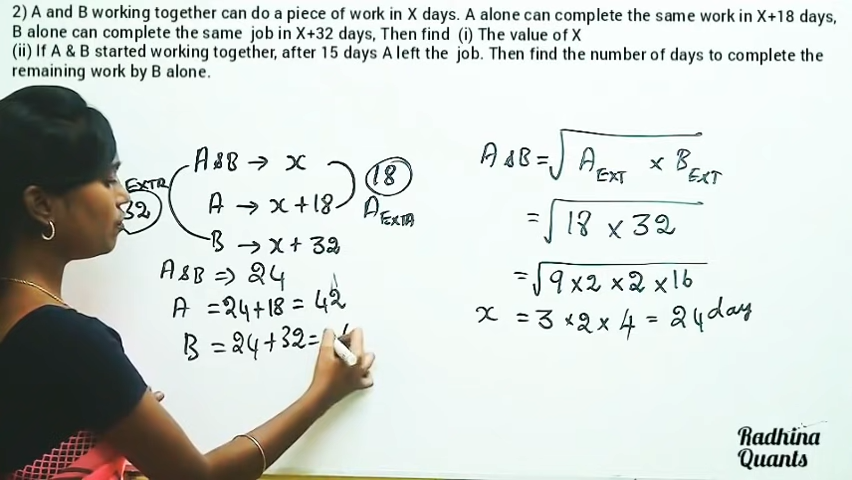 2) A and B working together can do a piece of work in X days. A alone can complete the same work in X+18 days,
B alone can complete the same job in X+32 days, Then find (i) The value of X
(ii) If A & B started working together, after 15 days A left the job. Then find the number of days to complete the
remaining work by B alone.
A&B → x
A → x+18
B → x+32
EXTR
32
18
A EXTR
A&B ⇒ 24
A = 24+18 = 42
B = 24+32=
A&B = √A EXT × B EXT
= √18 × 32
= √9×2×2×16
x = 3×2×4 = 24 day
Radhina
Quants